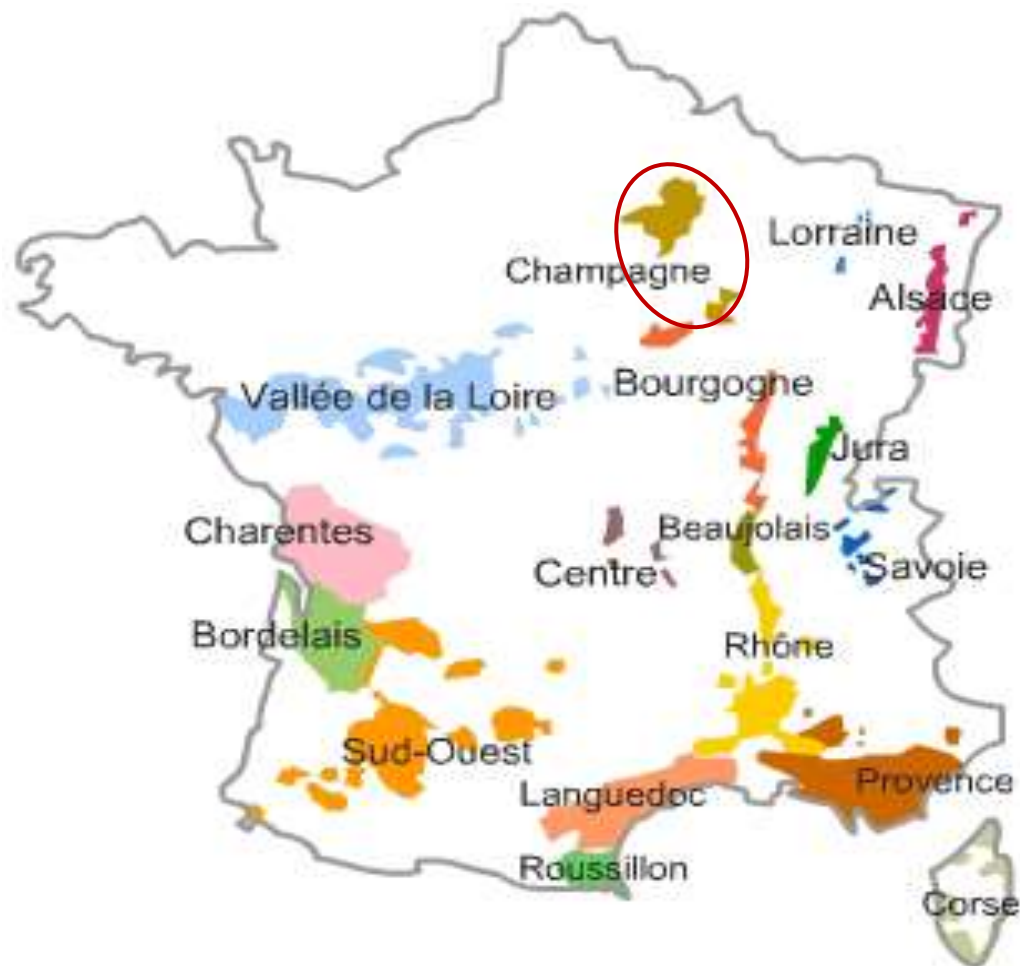 Lorraine
Champagne
Alsace
Bourgogne
Vallée de la Loire
Jura
Charentes
Beaujolais
Centre
Savoie
Bordelais
Rhône
Sud-Ouest
Provence
Languedoc
Roussillon
Corse